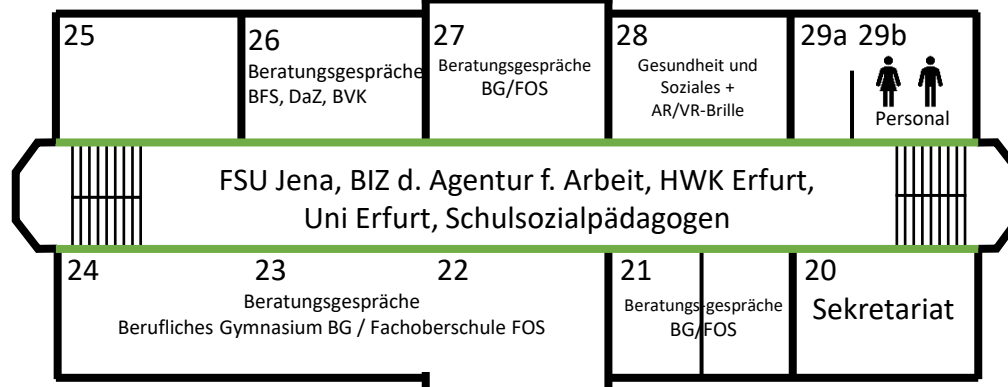 25
26
Beratungsgespräche
BFS, DaZ, BVK
27
Beratungsgespräche
BG/FOS
28
Gesundheit und
Soziales +
AR/VR-Brille
29a 29b
Personal
FSU Jena, BIZ d. Agentur f. Arbeit, HWK Erfurt,
Uni Erfurt, Schulsozialpädagogen
24 23 22
Beratungsgespräche
Berufliches Gymnasium BG / Fachoberschule FOS
21
Beratungs-gespräche
BG/FOS
20
Sekretariat